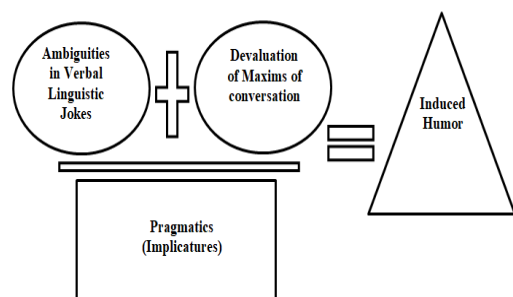 Ambiguities
in Verbal
Linguistic
Jokes
Devaluation
of Maxims of
conversation
Induced
Humor
Pragmatics
(Implicatures)